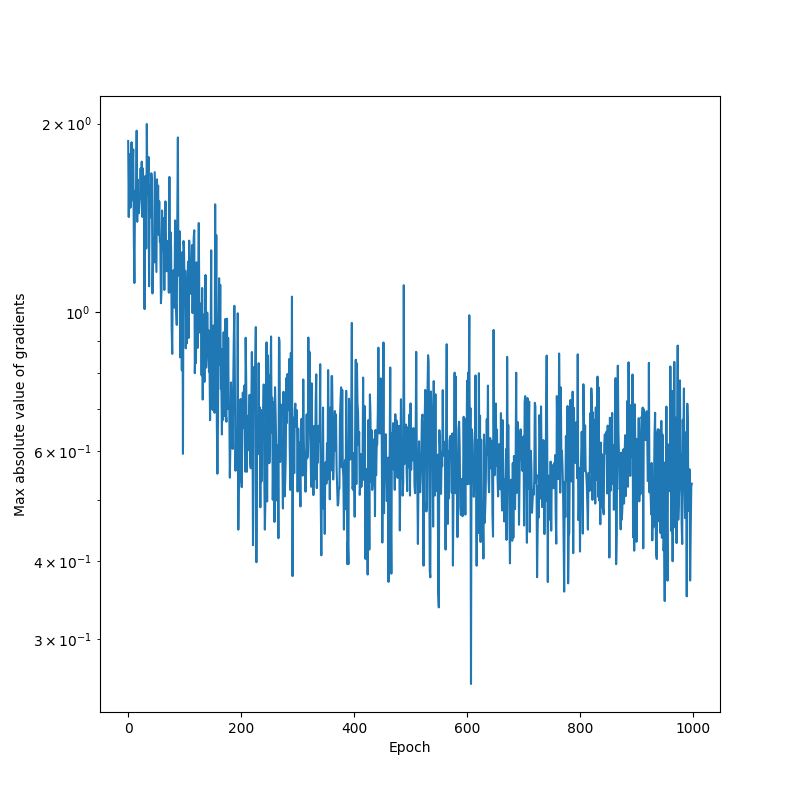 Max absolute value of gradients
2 × 10⁰
10⁰
6 × 10⁻¹
4 × 10⁻¹
3 × 10⁻¹
0 200 400 600 800 1000
Epoch